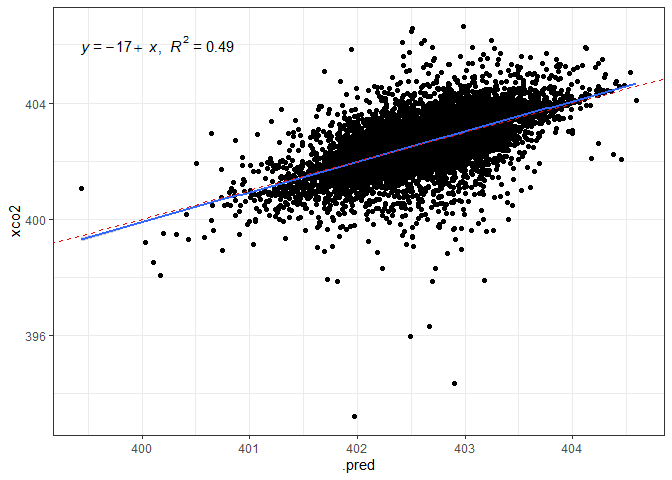 y = −17 + x, R² = 0.49
404
400
396
xco2
400 401 402 403 404
.pred